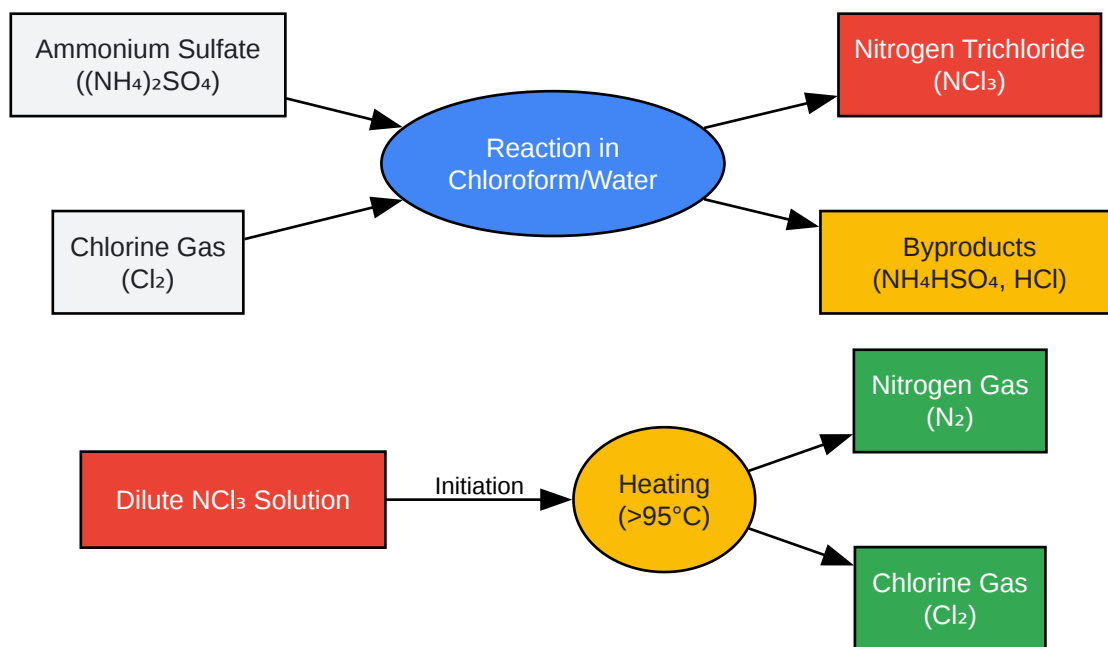 Ammonium Sulfate
((NH₄)₂SO₄)
Chlorine Gas
(Cl₂)
Reaction in
Chloroform/Water
Nitrogen Trichloride
(NCl₃)
Byproducts
(NH₄HSO₄, HCl)
Dilute NCl₃ Solution
Initiation
Heating
(>95°C)
Nitrogen Gas
(N₂)
Chlorine Gas
(Cl₂)